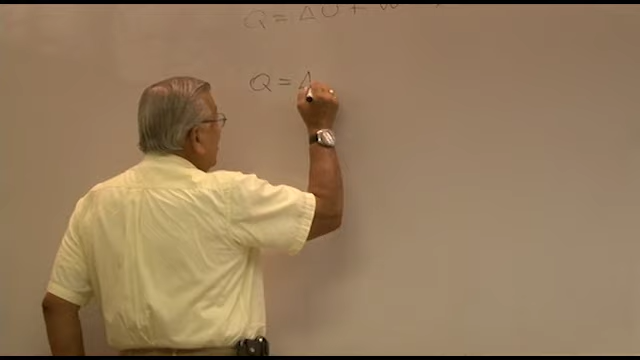 Q = ΔU + W
Q = Δ